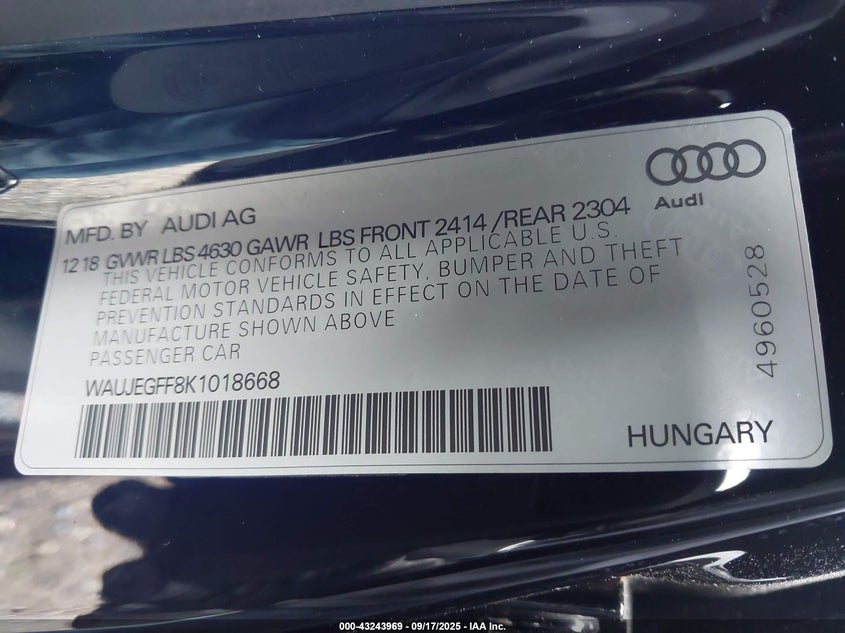 Audi
MFD. BY AUDI AG
12 18 GVWR LBS 4630 GAWR LBS FRONT 2414 /REAR 2304
THIS VEHICLE CONFORMS TO ALL APPLICABLE U.S.
FEDERAL MOTOR VEHICLE SAFETY, BUMPER AND THEFT
PREVENTION STANDARDS IN EFFECT ON THE DATE OF
MANUFACTURE SHOWN ABOVE
PASSENGER CAR
WAUJEGFF8K1018668
HUNGARY
4960528
000-43243969 - 09/17/2025 - IAA Inc.